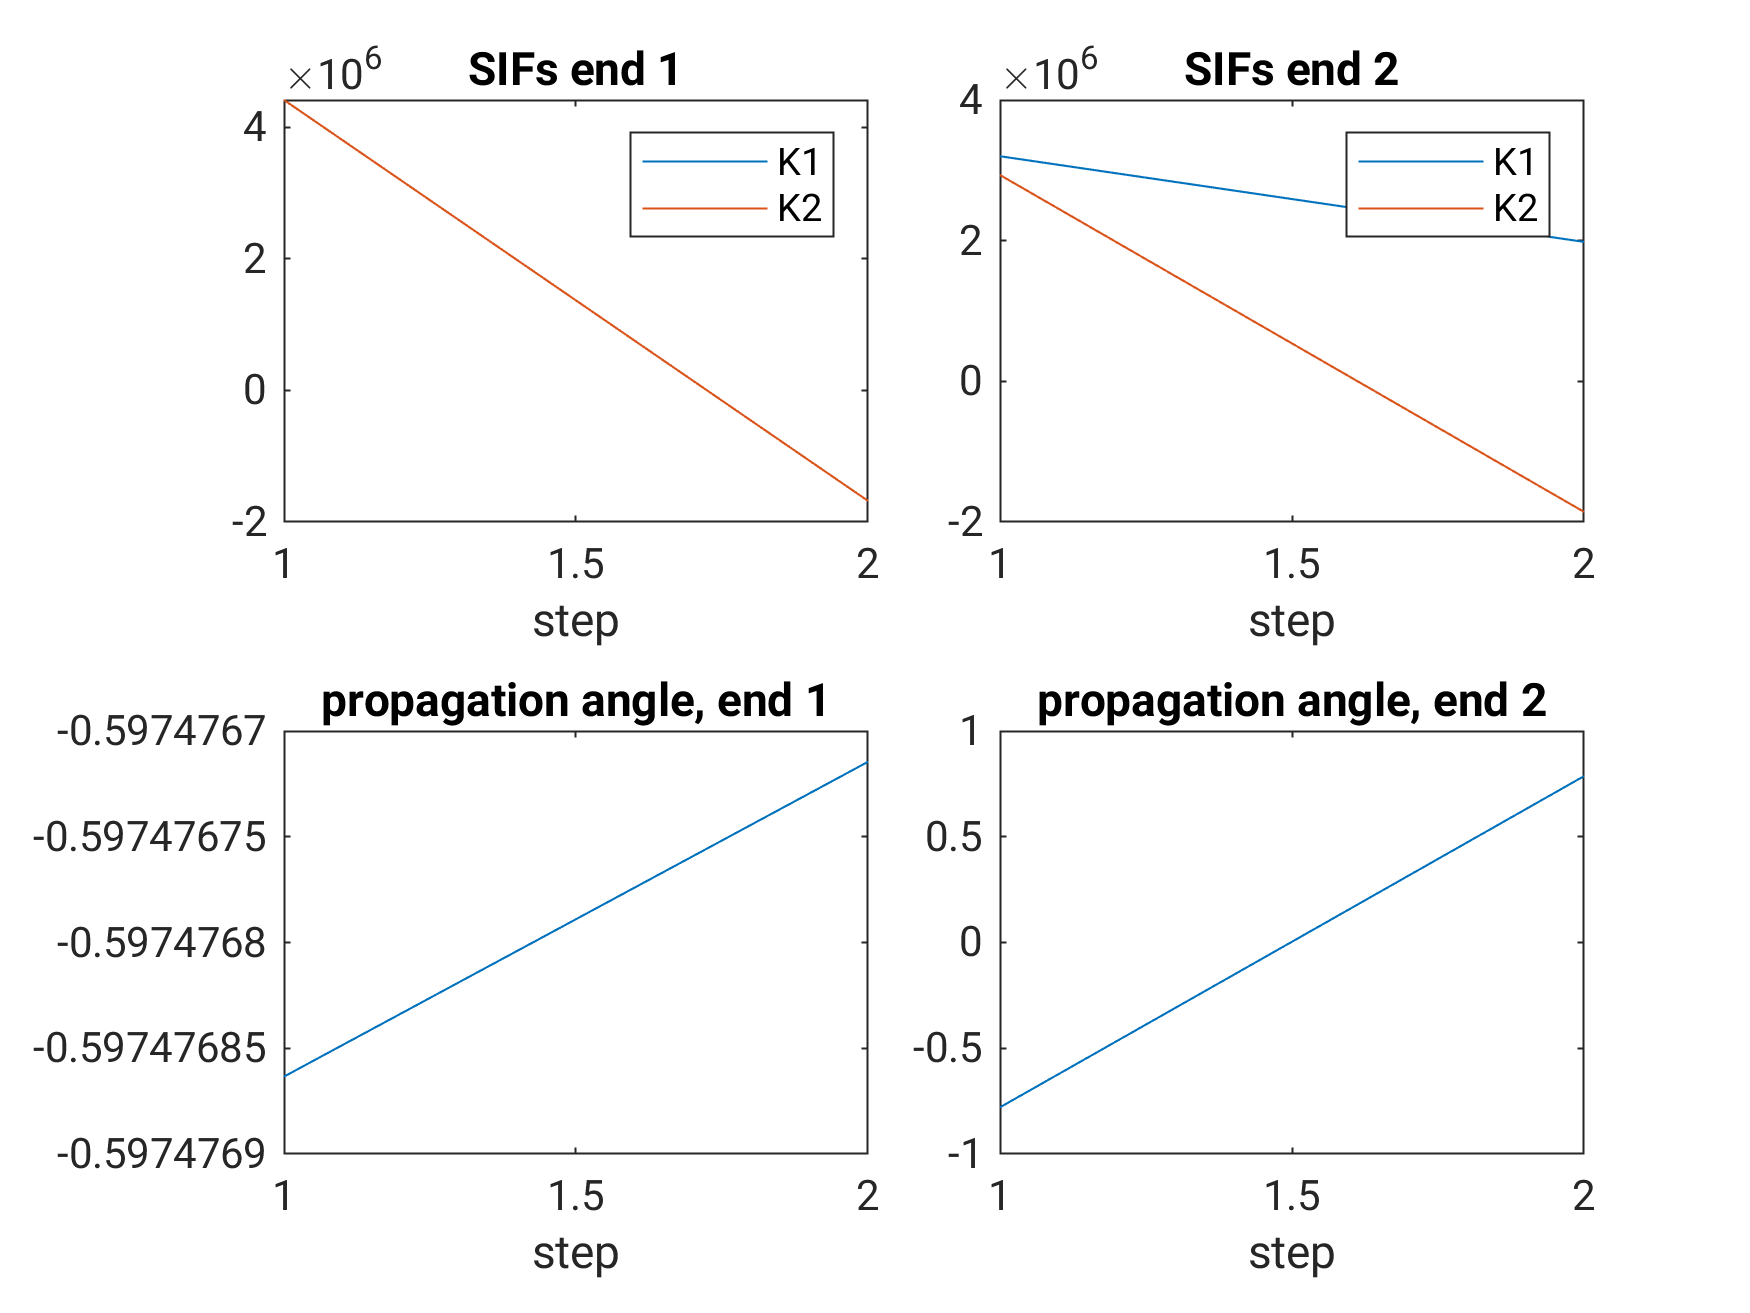 SIFs end 1
×10^6
4
2
0
-2
1 1.5 2
step
K1
K2
SIFs end 2
×10^6
4
2
0
-2
1 1.5 2
step
K1
K2
propagation angle, end 1
-0.5974767
-0.59747675
-0.5974768
-0.59747685
-0.5974769
1 1.5 2
step
propagation angle, end 2
1
0.5
0
-0.5
-1
1 1.5 2
step